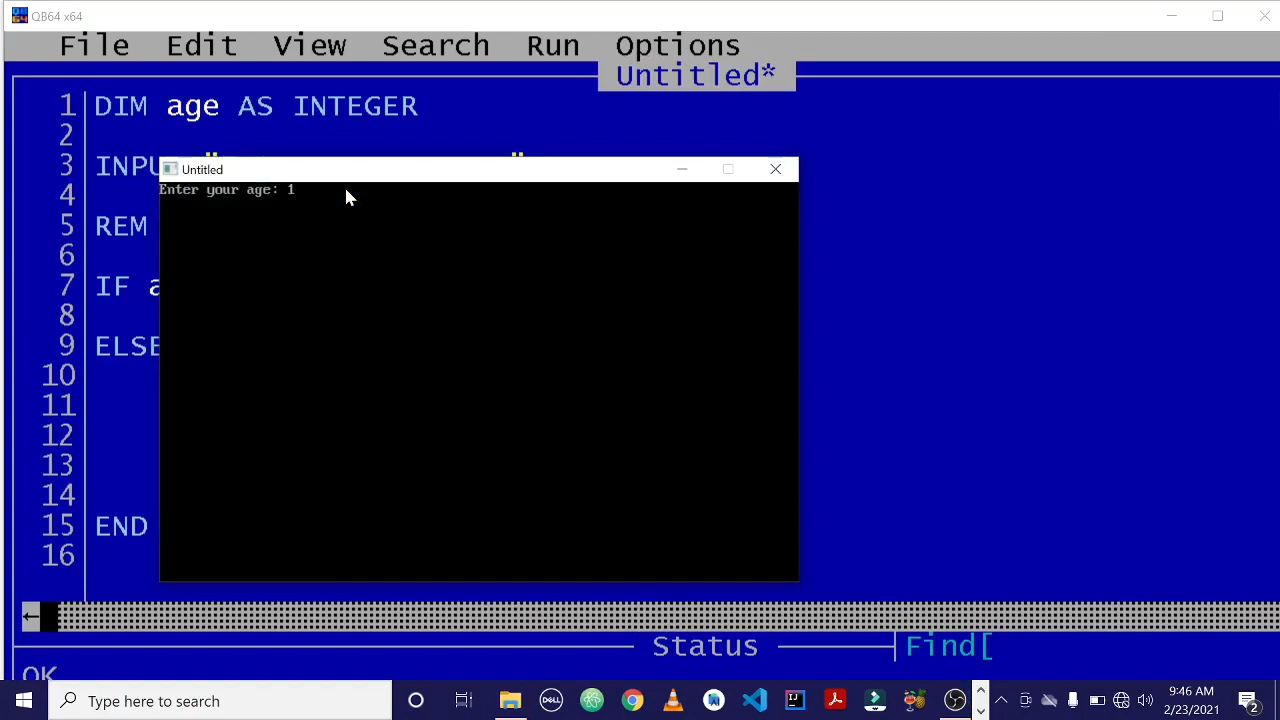 QB64 x64
File Edit View Search Run Options
Untitled*
1 DIM age AS INTEGER
2
3 INPU
4
5 REM
6
7 IF a
8
9 ELSE
10
11
12
13
14
15 END
16
Untitled
Enter your age: 1
Status
Find[
OK
Type here to search
9:46 AM
2/23/2021
2